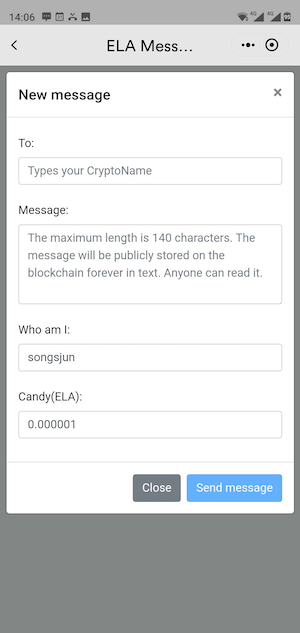 14:06
4G 4G
ELA Mess...
New message ×
To:
Types your CryptoName
Message:
The maximum length is 140 characters. The
message will be publicly stored on the
blockchain forever in text. Anyone can read it.
Who am I:
songsjun
Candy(ELA):
0.000001
Close Send message